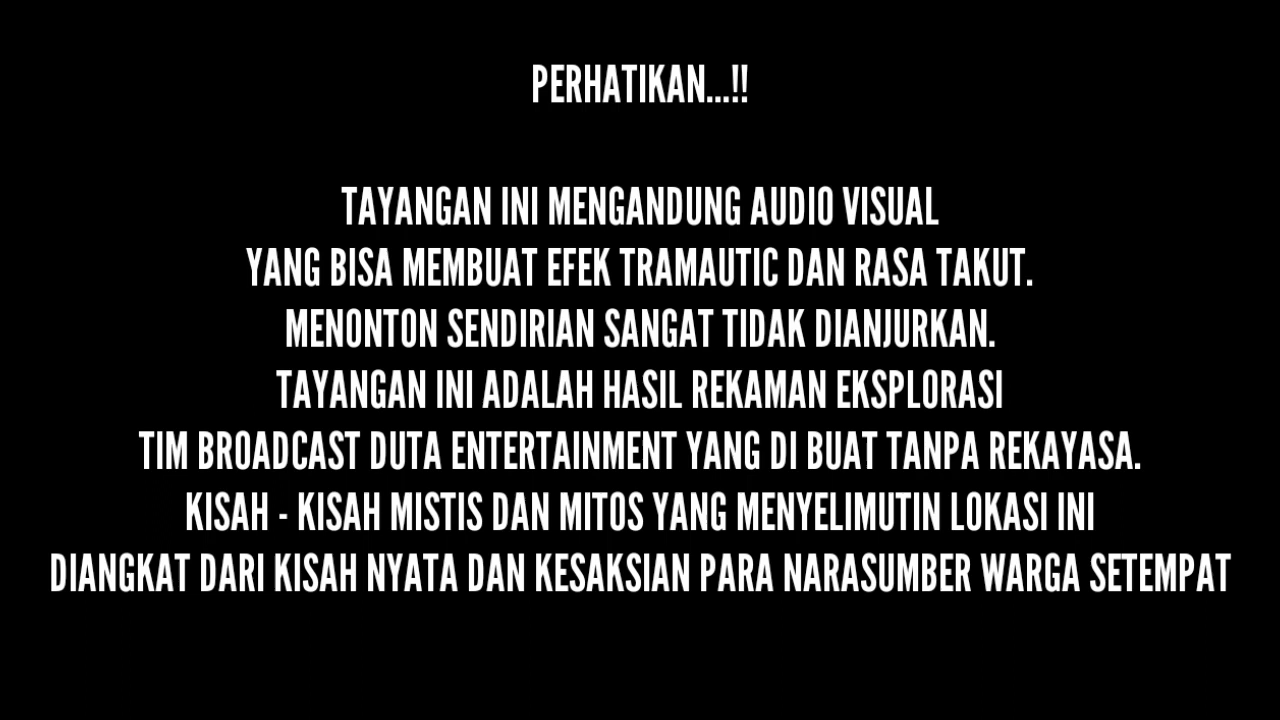 PERHATIKAN...!!
TAYANGAN INI MENGANDUNG AUDIO VISUAL
YANG BISA MEMBUAT EFEK TRAMAUTIC DAN RASA TAKUT.
MENONTON SENDIRIAN SANGAT TIDAK DIANJURKAN.
TAYANGAN INI ADALAH HASIL REKAMAN EKSPLORASI
TIM BROADCAST DUTA ENTERTAINMENT YANG DI BUAT TANPA REKAYASA.
KISAH - KISAH MISTIS DAN MITOS YANG MENYELIMUTIN LOKASI INI
DIANGKAT DARI KISAH NYATA DAN KESAKSIAN PARA NARASUMBER WARGA SETEMPAT